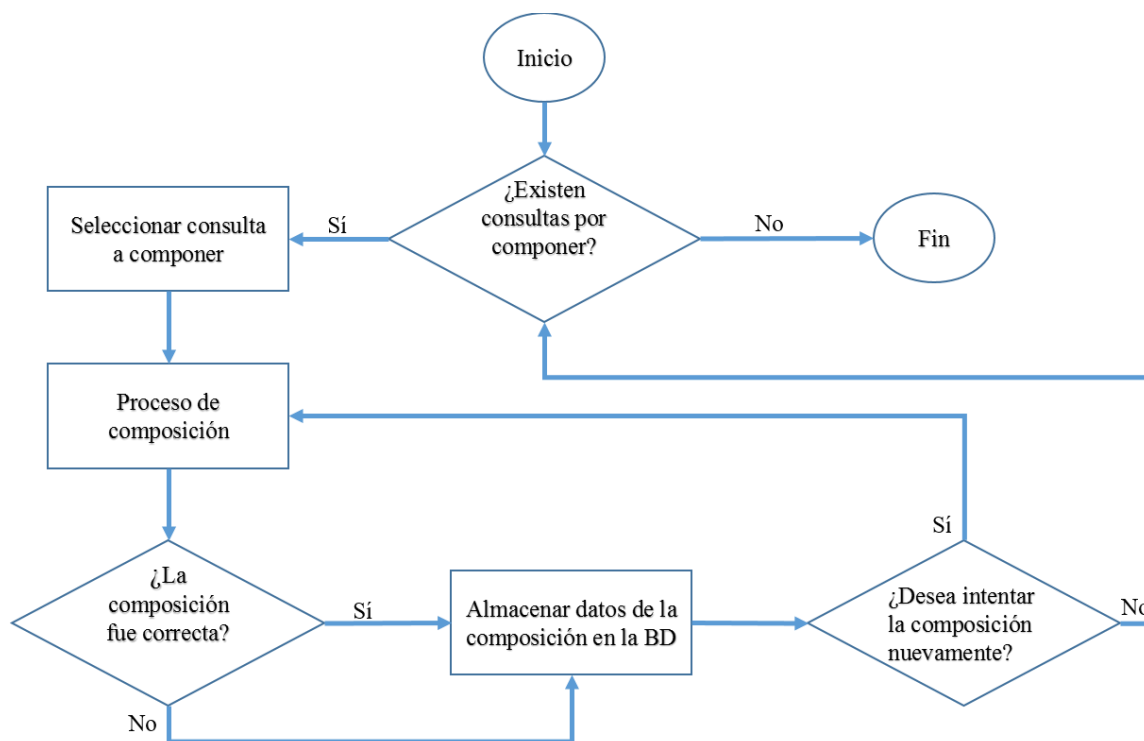 Inicio
¿Existen
consultas por
componer?
Sí
No
Seleccionar consulta
a componer
Fin
Proceso de
composición
Sí
¿La
composición
fue correcta?
Sí
Almacenar datos de la
composición en la BD
¿Desea intentar
la composición
nuevamente?
No
No